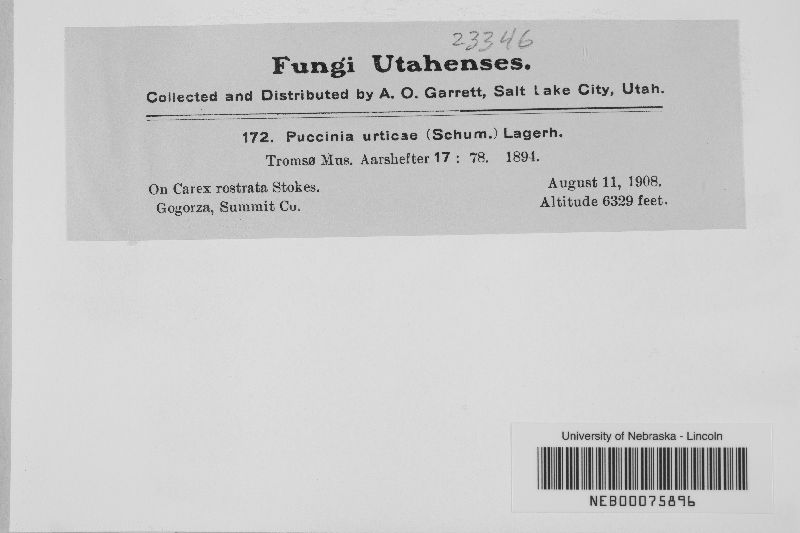 23346
Fungi Utahenses.
Collected and Distributed by A. O. Garrett, Salt Lake City, Utah.
172. Puccinia urticae (Schum.) Lagerh.
Tromsø Mus. Aarshefter 17 : 78. 1894.
On Carex rostrata Stokes. August 11, 1908.
Gogorza, Summit Co. Altitude 6329 feet.
University of Nebraska - Lincoln
NEB00075896